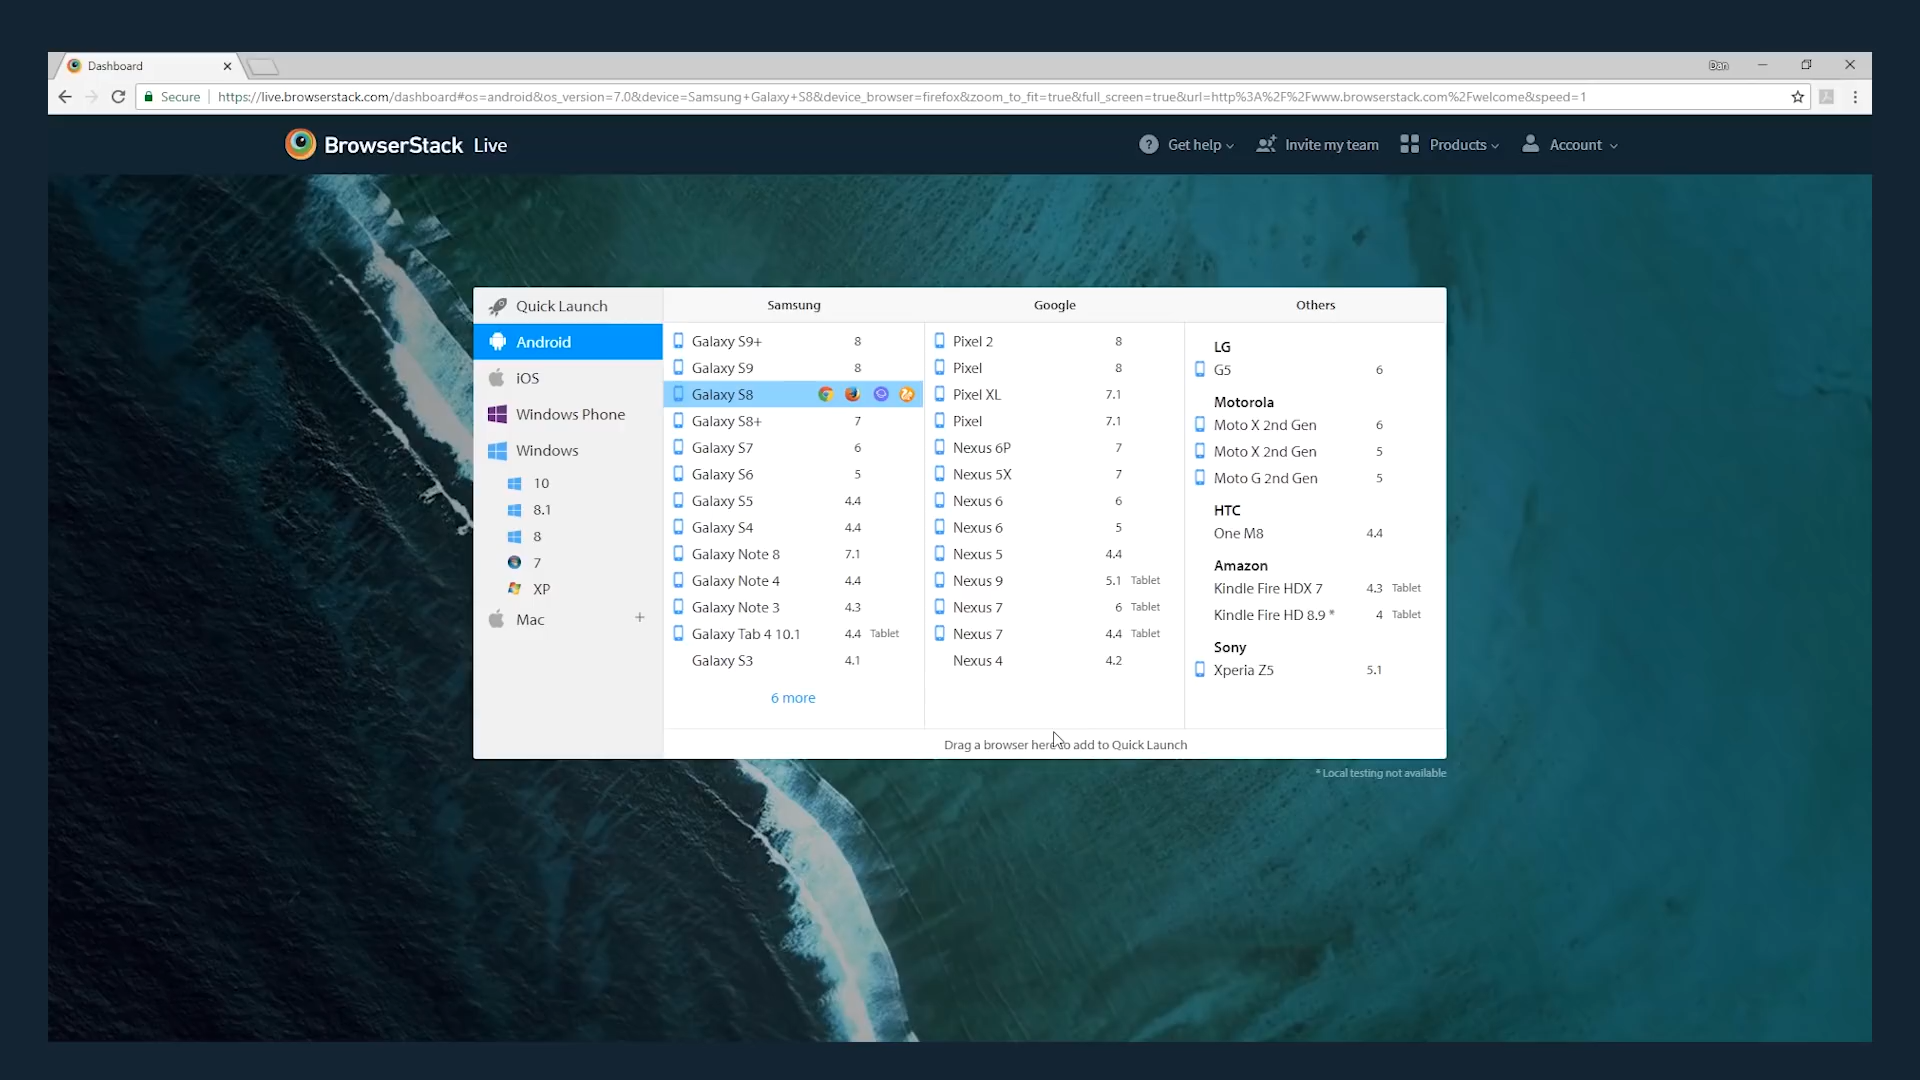 Dashboard
Dan
Secure https://live.browserstack.com/dashboard#os=android&os_version=7.0&device=Samsung+Galaxy+S8&device_browser=firefox&zoom_to_fit=true&full_screen=true&url=http%3A%2F%2Fwww.browserstack.com%2Fwelcome&speed=1
BrowserStack Live
Get help
Invite my team
Products
Account
Quick Launch
Android
iOS
Windows Phone
Windows
10
8.1
8
7
XP
Mac +
Samsung
Galaxy S9+ 8
Galaxy S9 8
Galaxy S8
Galaxy S8+ 7
Galaxy S7 6
Galaxy S6 5
Galaxy S5 4.4
Galaxy S4 4.4
Galaxy Note 8 7.1
Galaxy Note 4 4.4
Galaxy Note 3 4.3
Galaxy Tab 4 10.1 4.4 Tablet
Galaxy S3 4.1
6 more
Google
Pixel 2 8
Pixel 8
Pixel XL 7.1
Pixel 7.1
Nexus 6P 7
Nexus 5X 7
Nexus 6 6
Nexus 6 5
Nexus 5 4.4
Nexus 9 5.1 Tablet
Nexus 7 6 Tablet
Nexus 7 4.4 Tablet
Nexus 4 4.2
Others
LG
G5 6
Motorola
Moto X 2nd Gen 6
Moto X 2nd Gen 5
Moto G 2nd Gen 5
HTC
One M8 4.4
Amazon
Kindle Fire HDX 7 4.3 Tablet
Kindle Fire HD 8.9 * 4 Tablet
Sony
Xperia Z5 5.1
Drag a browser here to add to Quick Launch
* Local testing not available